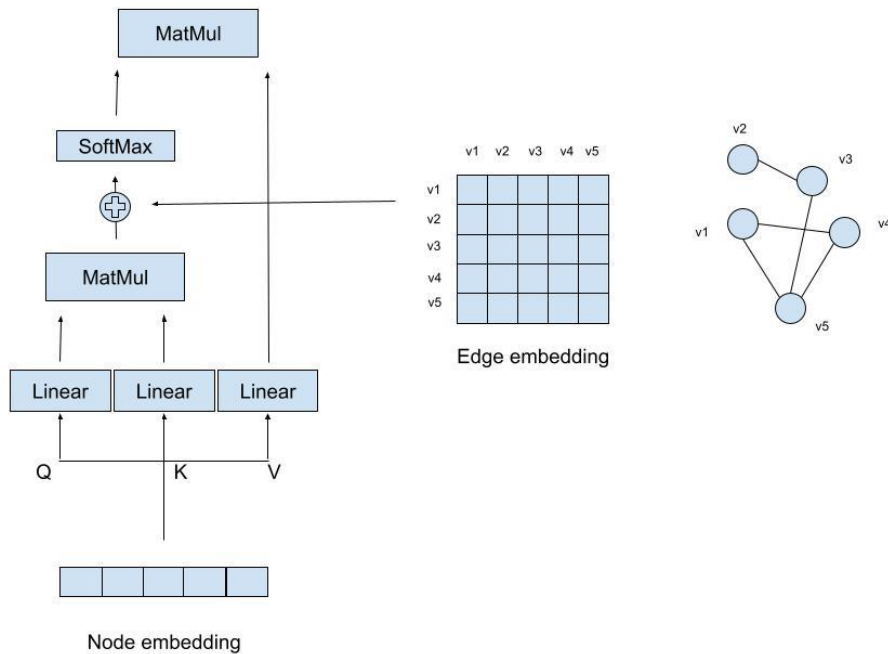 MatMul
SoftMax
MatMul
Linear Linear Linear
Q K V
Node embedding
v1 v2 v3 v4 v5
v1
v2
v3
v4
v5
Edge embedding
v2
v3
v1
v4
v5